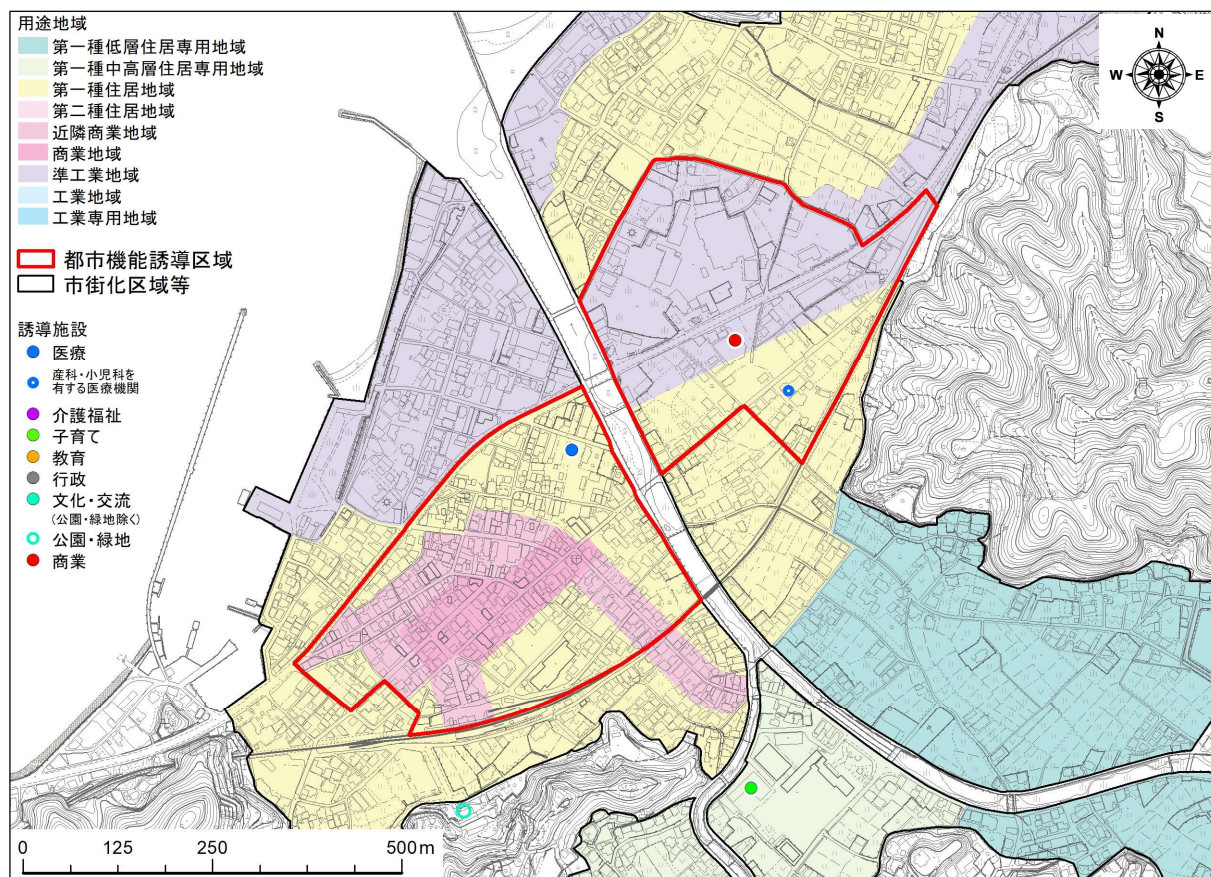 用途地域
第一種低層住居専用地域
第一種中高層住居専用地域
第一種住居地域
第二種住居地域
近隣商業地域
商業地域
準工業地域
工業地域
工業専用地域
都市機能誘導区域
市街化区域等
誘導施設
医療
産科・小児科を
有する医療機関
介護福祉
子育て
教育
行政
文化・交流
(公園・緑地除く)
公園・緑地
商業
N
W E
S
0 125 250 500m